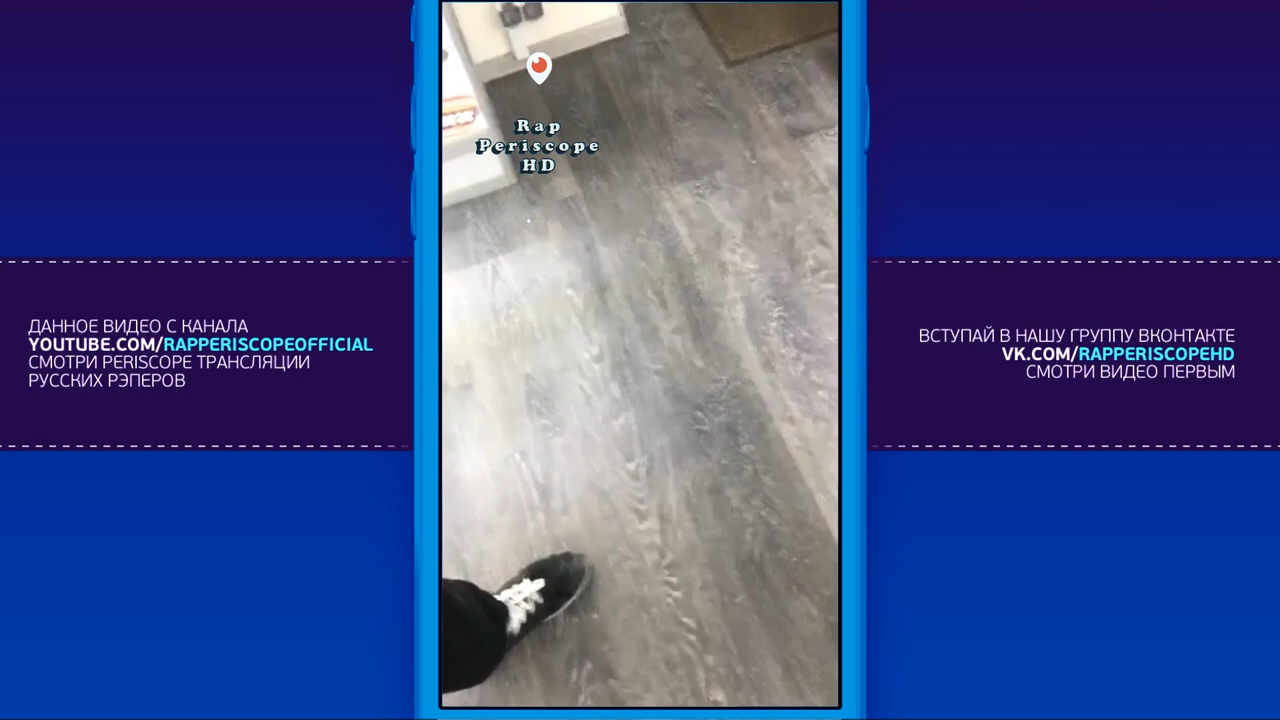 Rap
Periscope
HD
ДАННОЕ ВИДЕО С КАНАЛА
YOUTUBE.COM/RAPPERISCOPEOFFICIAL
СМОТРИ PERISCOPE ТРАНСЛЯЦИИ
РУССКИХ РЭПЕРОВ
ВСТУПАЙ В НАШУ ГРУППУ ВКОНТАКТЕ
VK.COM/RAPPERISCOPEHD
СМОТРИ ВИДЕО ПЕРВЫМ